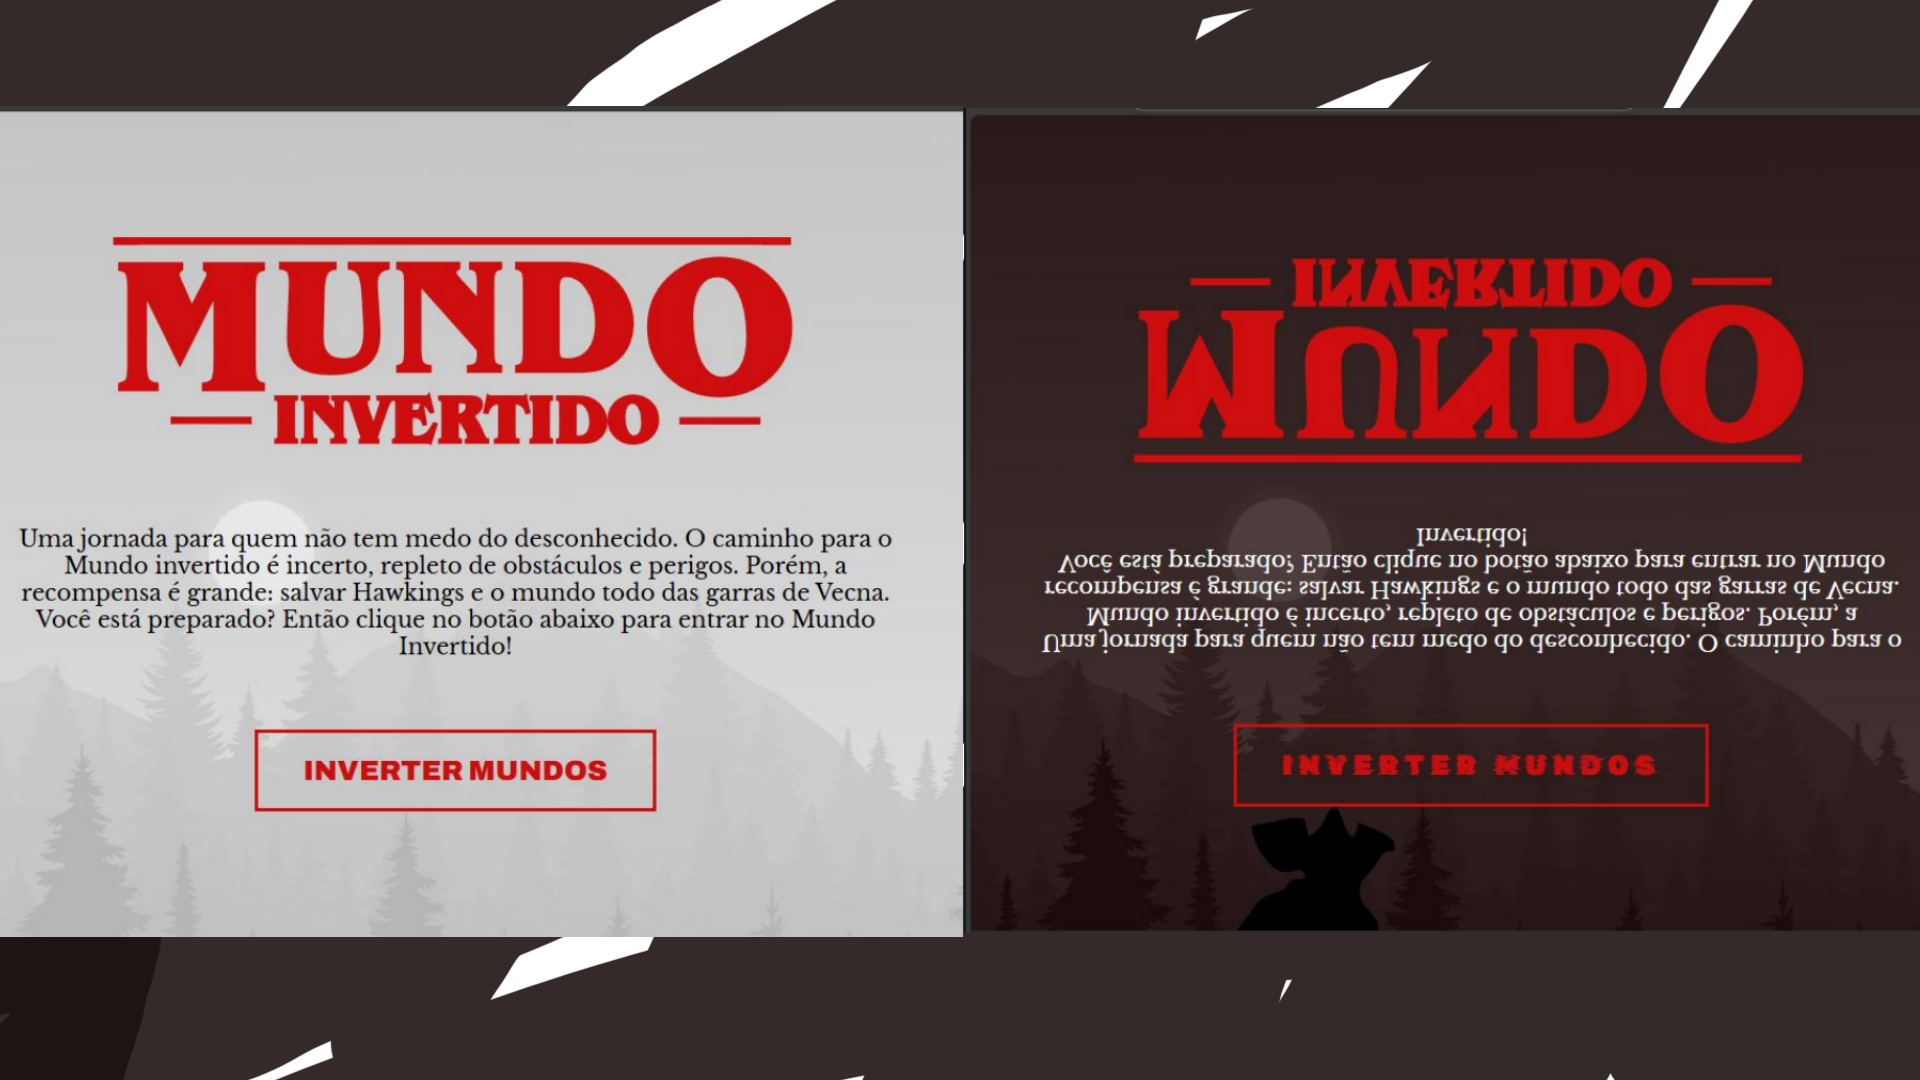 MUNDO
INVERTIDO
Uma jornada para quem não tem medo do desconhecido. O caminho para o
Mundo invertido é incerto, repleto de obstáculos e perigos. Porém, a
recompensa é grande: salvar Hawkings e o mundo todo das garras de Vecna.
Você está preparado? Então clique no botão abaixo para entrar no Mundo
Invertido!
INVERTER MUNDOS
MUNDO
INVERTIDO
Uma jornada para quem não tem medo do desconhecido. O caminho para o
Mundo invertido é incerto, repleto de obstáculos e perigos. Porém, a
recompensa é grande: salvar Hawkings e o mundo todo das garras de Vecna.
Você está preparado? Então clique no botão abaixo para entrar no Mundo
Invertido!
INVERTER MUNDOS